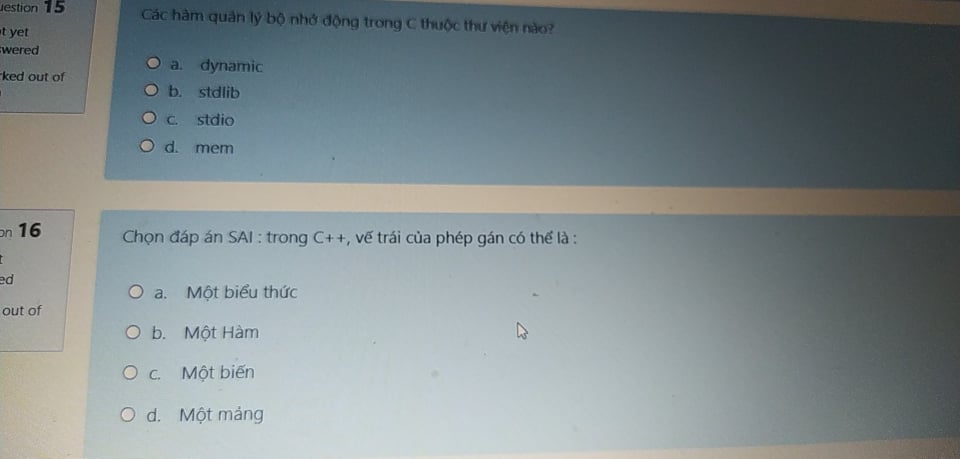 uestion 15
t yet
wered
ked out of
Các hàm quản lý bộ nhớ động trong C thuộc thư viện nào?
a. dynamic
b. stdlib
c. stdio
d. mem
on 16
ed
out of
Chọn đáp án SAI : trong C++, vế trái của phép gán có thể là :
a. Một biểu thức
b. Một Hàm
c. Một biến
d. Một mảng